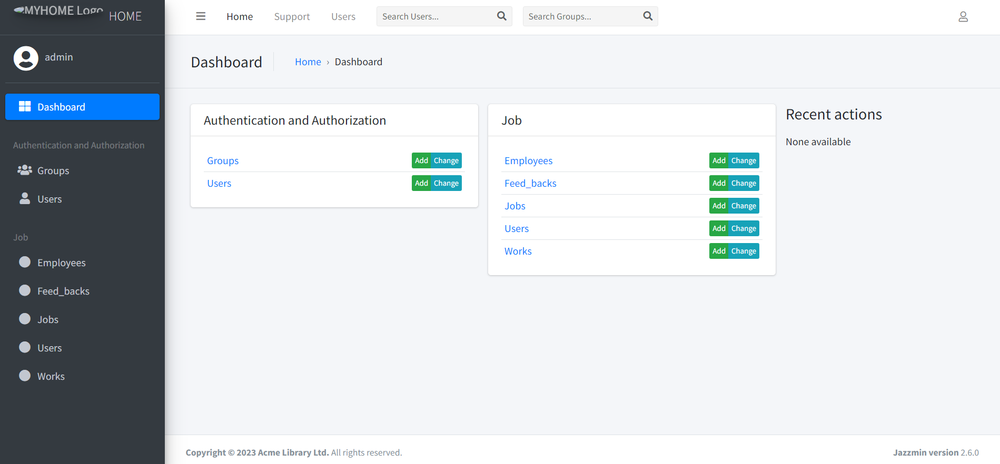 MYHOME Logo HOME
Home Support Users Search Users... Search Groups...
admin
Dashboard
Authentication and Authorization
Groups
Users
Job
Employees
Feed_backs
Jobs
Users
Works
Dashboard Home › Dashboard
Authentication and Authorization
Groups Add Change
Users Add Change
Job
Employees Add Change
Feed_backs Add Change
Jobs Add Change
Users Add Change
Works Add Change
Recent actions
None available
Copyright © 2023 Acme Library Ltd. All rights reserved.
Jazzmin version 2.6.0